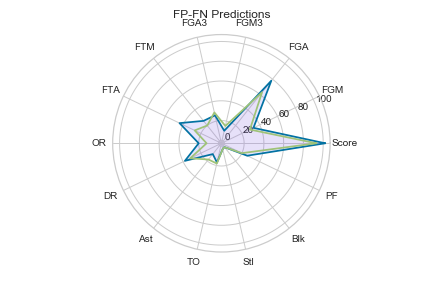 FP-FN Predictions
FGA3
FGM3
FTM
FGA
FTA
FGM
100
80
60
40
20
0
OR
Score
DR
PF
Ast
Blk
TO
Stl